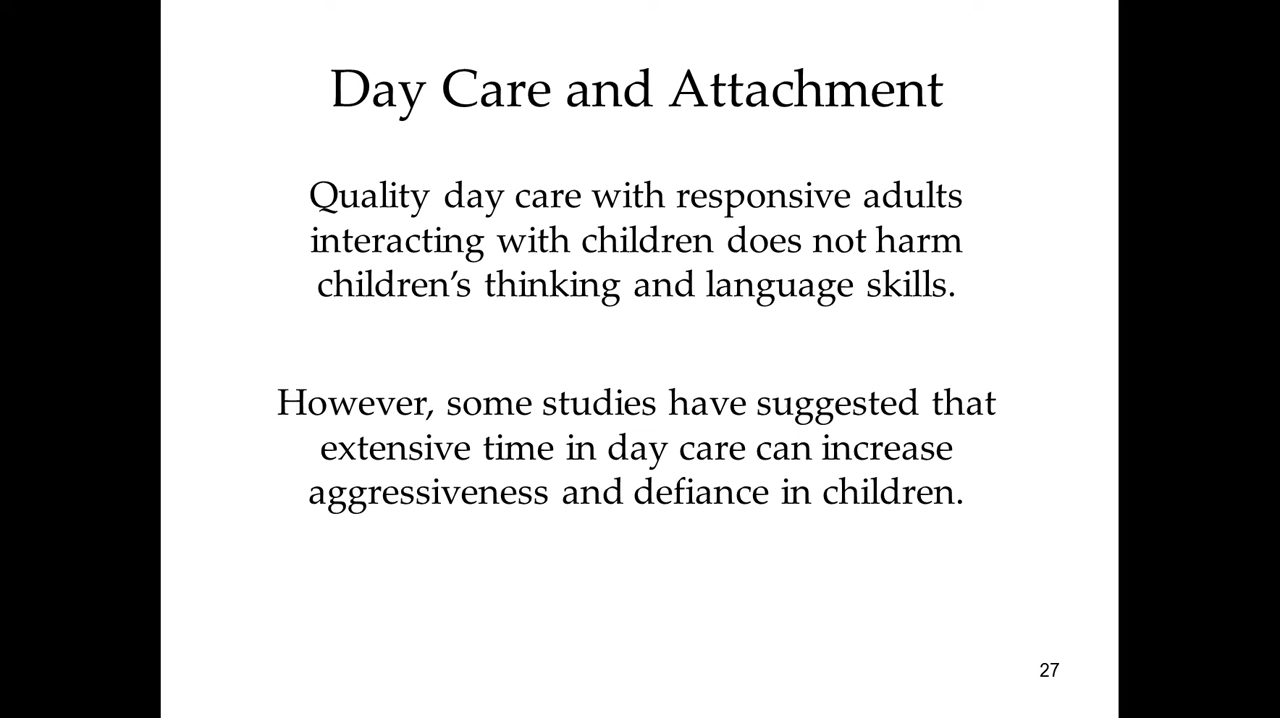 Day Care and Attachment
Quality day care with responsive adults
interacting with children does not harm
children’s thinking and language skills.
However, some studies have suggested that
extensive time in day care can increase
aggressiveness and defiance in children.
27